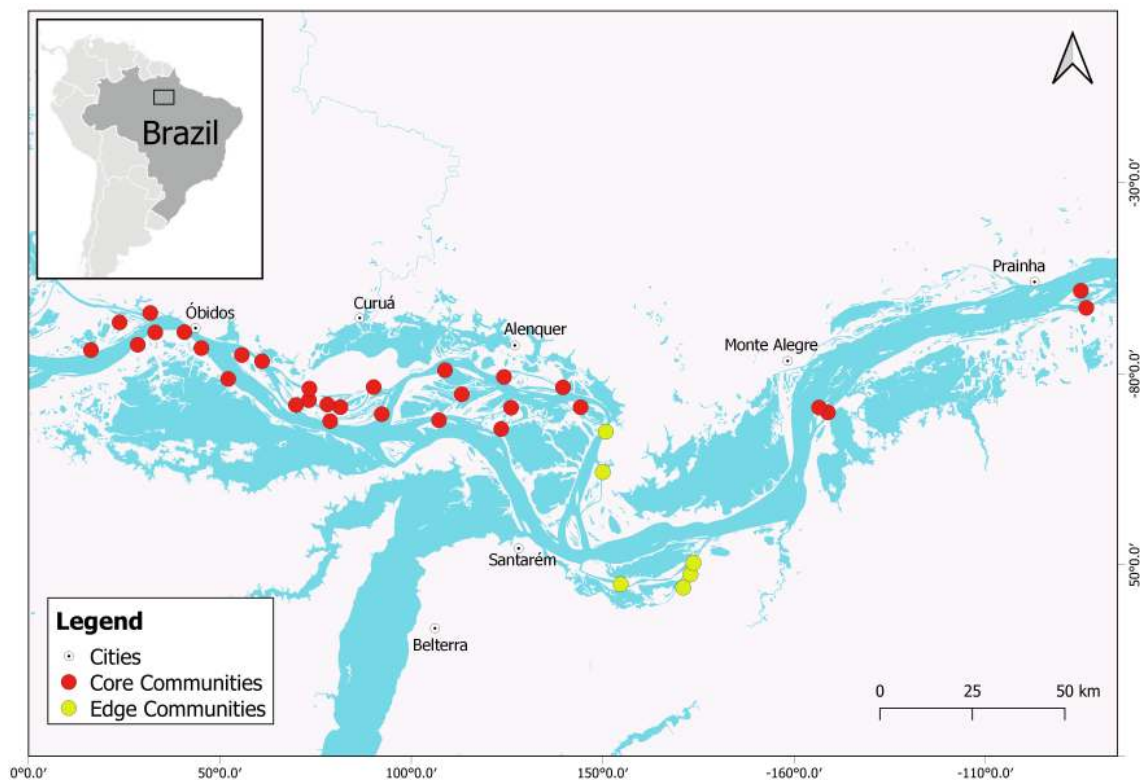 Brazil
-30°0.0'
Prainha
Óbidos
Curuá
Alenquer
Monte Alegre
-80°0.0'
Santarém
50°0.0'
Legend
Cities
Core Communities
Edge Communities
Belterra
0 25 50 km
0°0.0' 50°0.0' 100°0.0' 150°0.0' -160°0.0' -110°0.0'